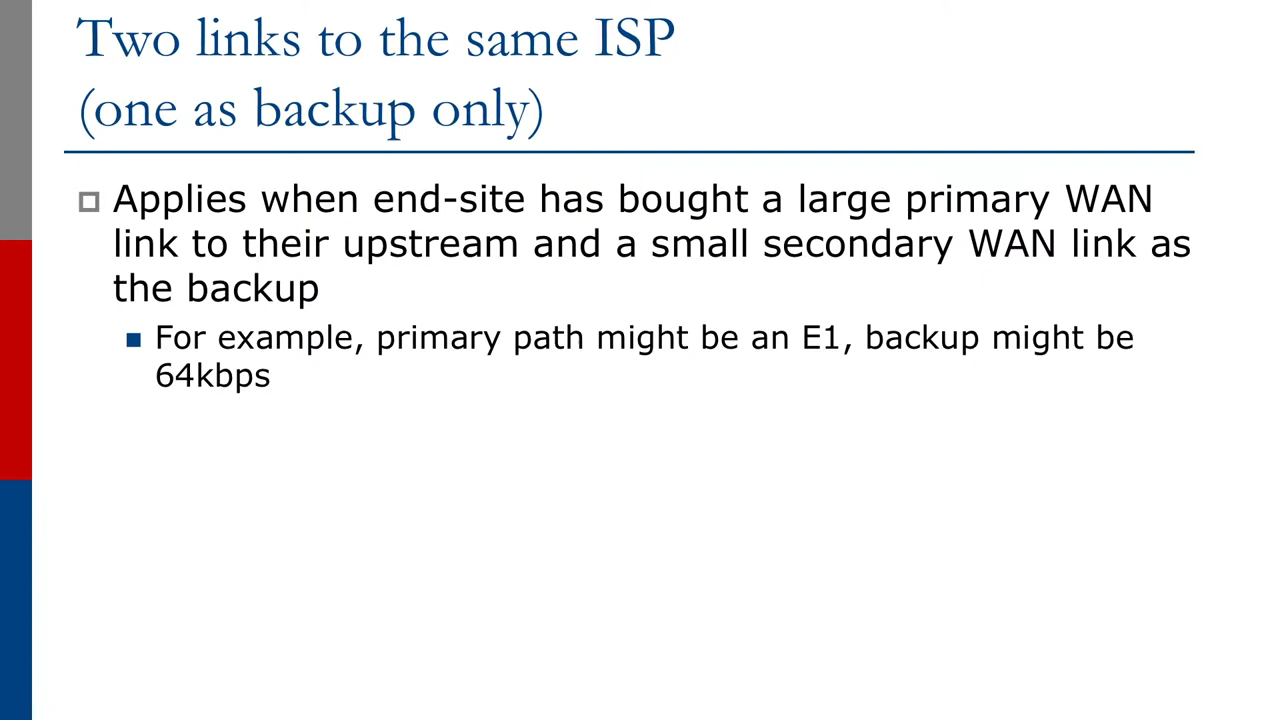 Two links to the same ISP
(one as backup only)
Applies when end-site has bought a large primary WAN
link to their upstream and a small secondary WAN link as
the backup
For example, primary path might be an E1, backup might be
64kbps